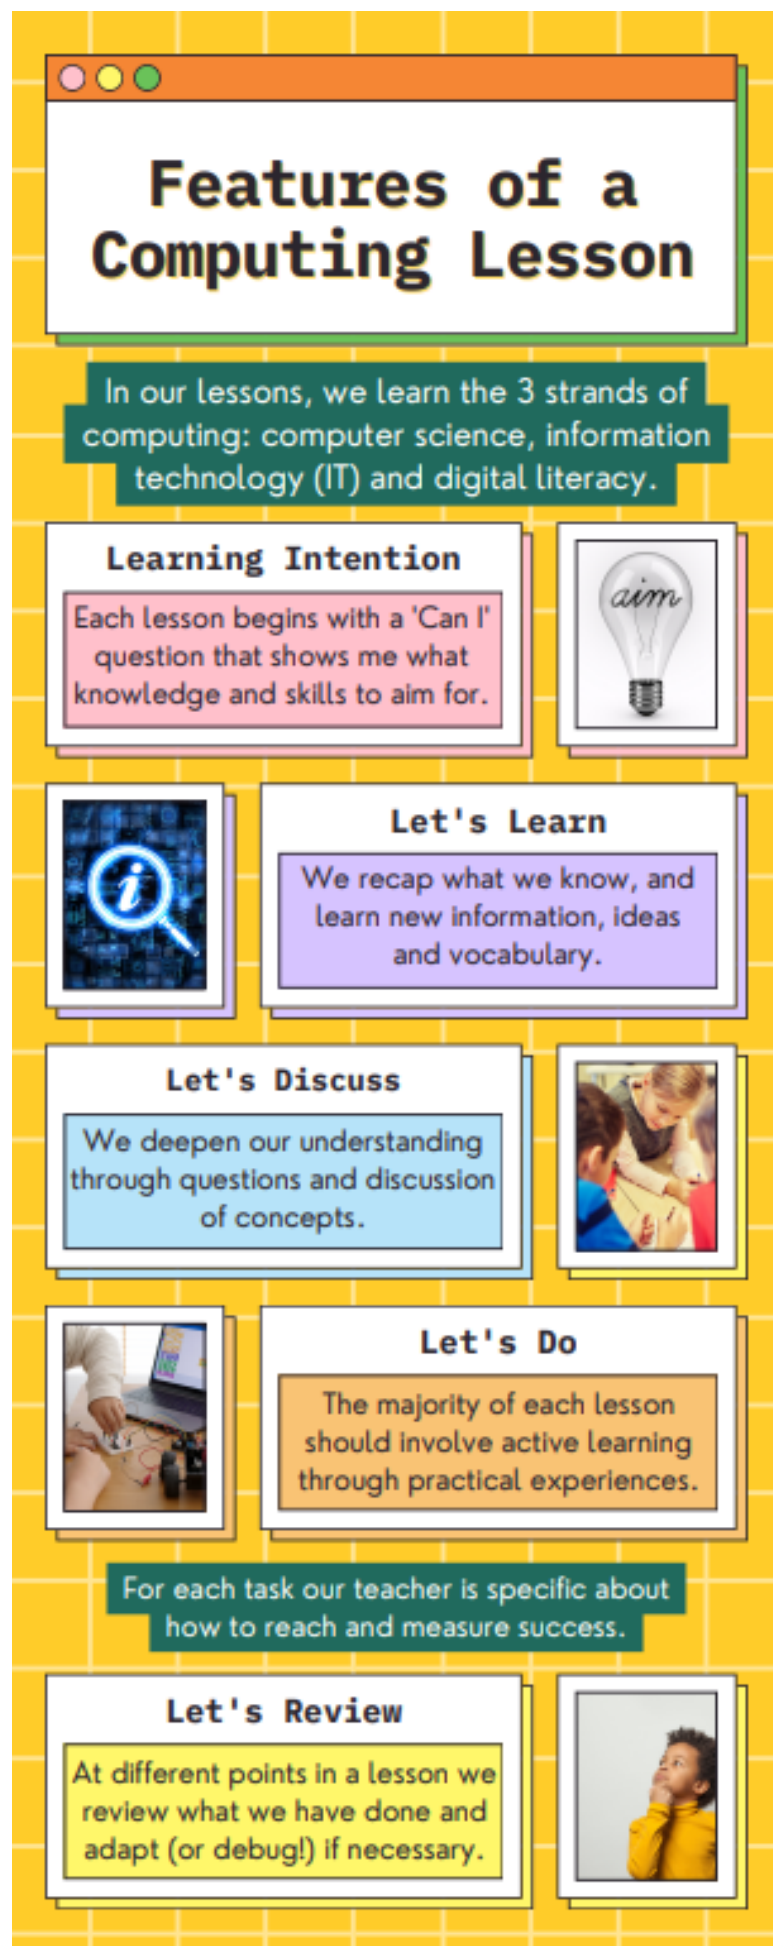 Features of a
Computing Lesson
In our lessons, we learn the 3 strands of
computing: computer science, information
technology (IT) and digital literacy.
Learning Intention
Each lesson begins with a 'Can I'
question that shows me what
knowledge and skills to aim for.
aim
i
Let's Learn
We recap what we know, and
learn new information, ideas
and vocabulary.
Let's Discuss
We deepen our understanding
through questions and discussion
of concepts.
Let's Do
The majority of each lesson
should involve active learning
through practical experiences.
For each task our teacher is specific about
how to reach and measure success.
Let's Review
At different points in a lesson we
review what we have done and
adapt (or debug!) if necessary.